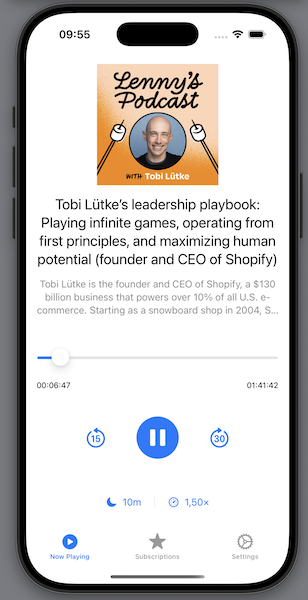 09:55
Lenny's
Podcast
WITH Tobi Lütke
Tobi Lütke's leadership playbook:
Playing infinite games, operating from
first principles, and maximizing human
potential (founder and CEO of Shopify)
Tobi Lütke is the founder and CEO of Shopify, a $130
billion business that powers over 10% of all U.S. e-
commerce. Starting as a snowboard shop in 2004, S...
00:06:47 01:41:42
15 30
10m 1,50×
Now Playing Subscriptions Settings